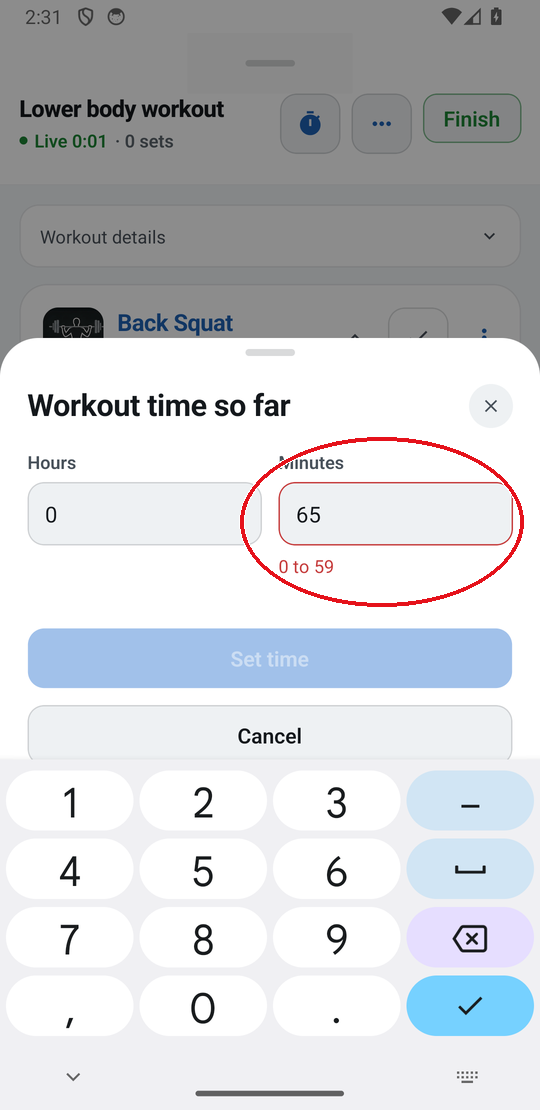 2:31
Lower body workout
Live 0:01 · 0 sets
Finish
Workout details
Back Squat
Workout time so far
Hours
Minutes
0
65
0 to 59
Set time
Cancel
1 2 3 –
4 5 6
7 8 9
, 0 .